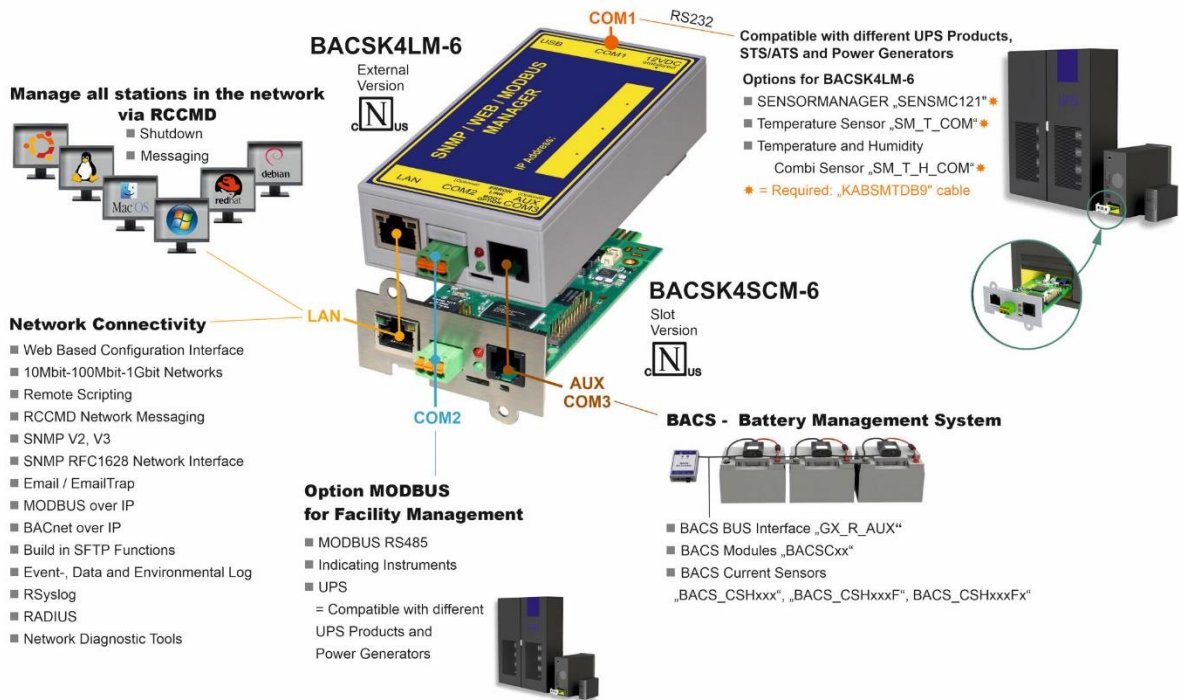 COM1
RS232
BACSK4LM-6
External
Version
C N US
USB
COM1
12VDC
SNMP / WEB / MODBUS
MANAGER
IP Address:
LAN
COM2
ERROR
LINK
AUX
COM3
Compatible with different UPS Products,
STS/ATS and Power Generators
Options for BACSK4LM-6
■ SENSORMANAGER „SENSMC121"✸
■ Temperature Sensor „SM_T_COM“✸
■ Temperature and Humidity
Combi Sensor „SM_T_H_COM“✸
✸ = Required: „KABSMTDB9" cable
Manage all stations in the network
via RCCMD
■ Shutdown
■ Messaging
Mac OS
redhat
debian
BACSK4SCM-6
Slot
Version
C N US
LAN
COM2
AUX
COM3
Network Connectivity
■ Web Based Configuration Interface
■ 10Mbit-100Mbit-1Gbit Networks
■ Remote Scripting
■ RCCMD Network Messaging
■ SNMP V2, V3
■ SNMP RFC1628 Network Interface
■ Email / EmailTrap
■ MODBUS over IP
■ BACnet over IP
■ Build in SFTP Functions
■ Event-, Data and Environmental Log
■ RSyslog
■ RADIUS
■ Network Diagnostic Tools
Option MODBUS
for Facility Management
■ MODBUS RS485
■ Indicating Instruments
■ UPS
= Compatible with different
UPS Products and
Power Generators
BACS - Battery Management System
■ BACS BUS Interface „GX_R_AUX“
■ BACS Modules „BACSCxx“
■ BACS Current Sensors
„BACS_CSHxxx“, „BACS_CSHxxxF“, BACS_CSHxxxFx“